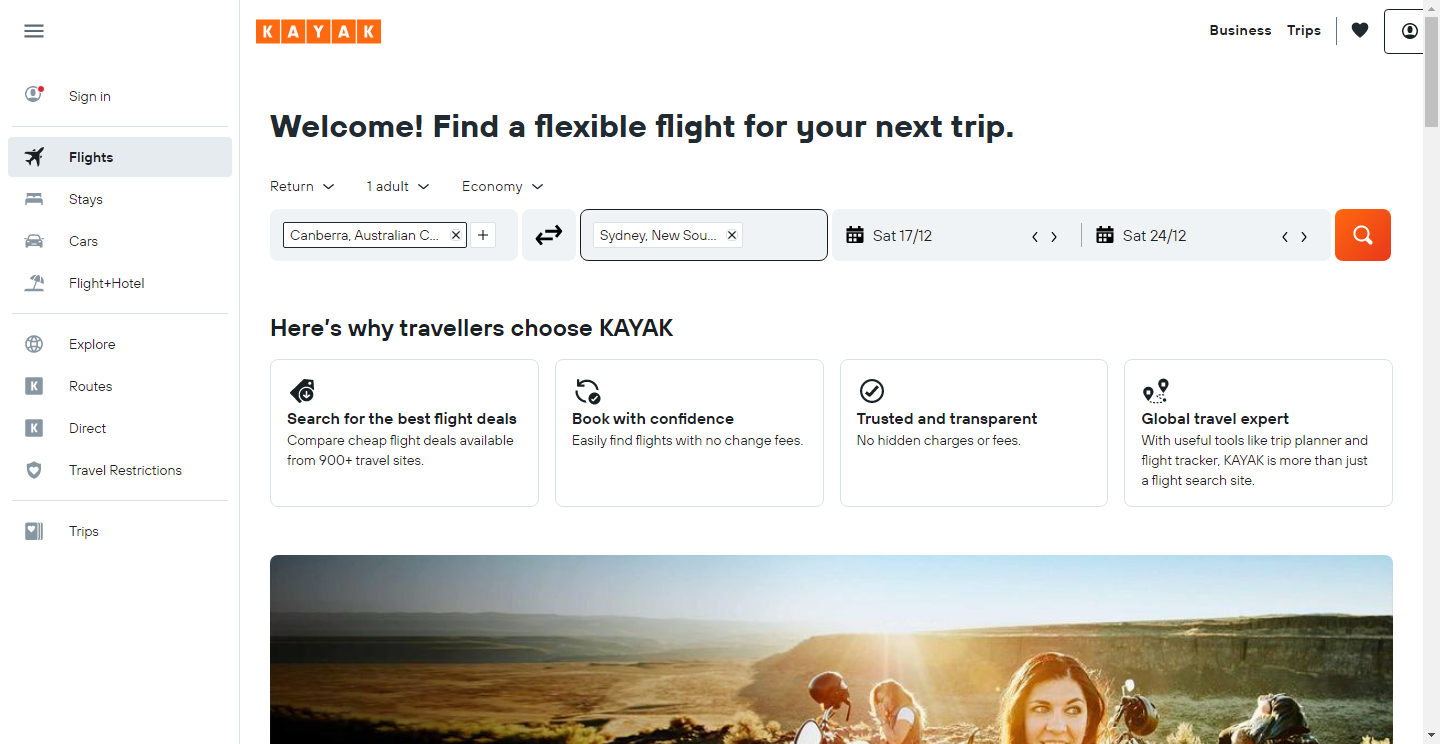 KAYAK
Business
Trips
Sign in
Flights
Stays
Cars
Flight+Hotel
Explore
K
Routes
K
Direct
Travel Restrictions
Trips
Welcome! Find a flexible flight for your next trip.
Return
1 adult
Economy
Canberra, Australian C...
Sydney, New Sou...
Sat 17/12
Sat 24/12
Here's why travellers choose KAYAK
Search for the best flight deals
Compare cheap flight deals available
from 900+ travel sites.
Book with confidence
Easily find flights with no change fees.
Trusted and transparent
No hidden charges or fees.
Global travel expert
With useful tools like trip planner and
flight tracker, KAYAK is more than just
a flight search site.